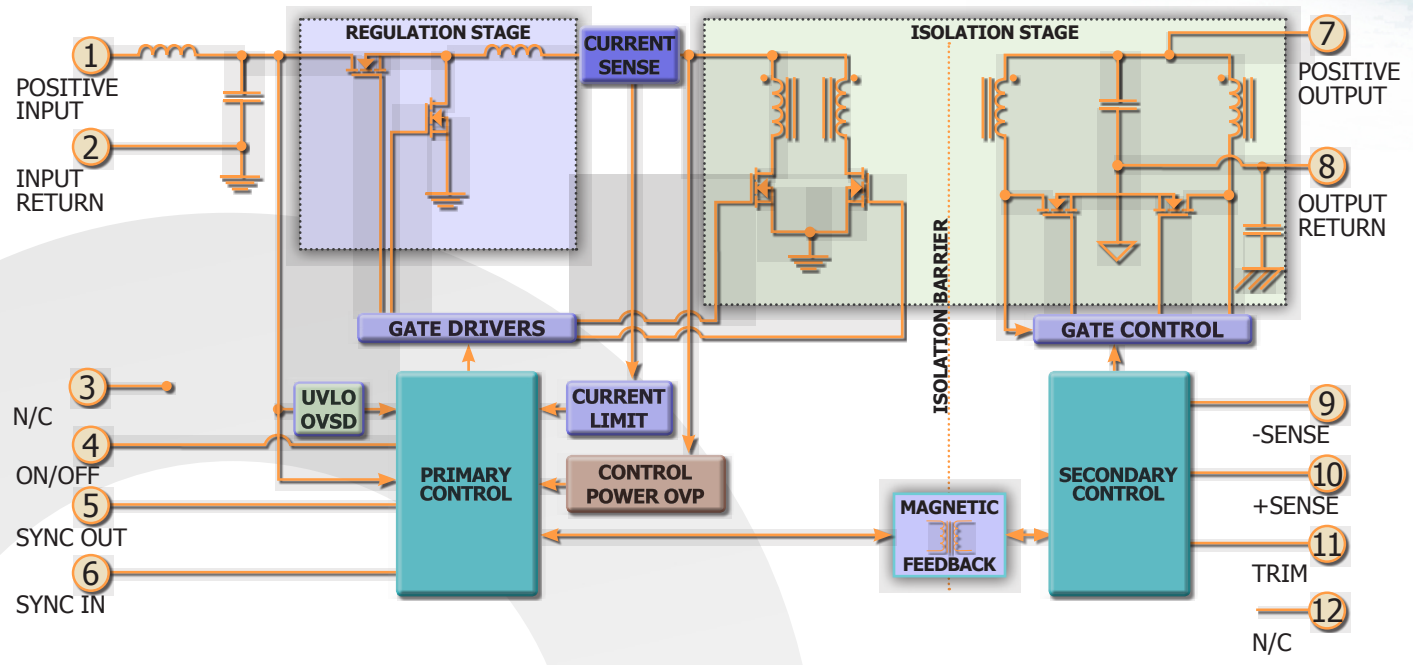 REGULATION STAGE
ISOLATION STAGE
1
POSITIVE
INPUT
2
INPUT
RETURN
CURRENT
SENSE
7
POSITIVE
OUTPUT
8
OUTPUT
RETURN
ISOLATION BARRIER
GATE DRIVERS
GATE CONTROL
3
N/C
4
ON/OFF
5
SYNC OUT
6
SYNC IN
UVLO
OVSD
PRIMARY
CONTROL
CURRENT
LIMIT
CONTROL
POWER OVP
MAGNETIC
FEEDBACK
SECONDARY
CONTROL
9
-SENSE
10
+SENSE
11
TRIM
12
N/C